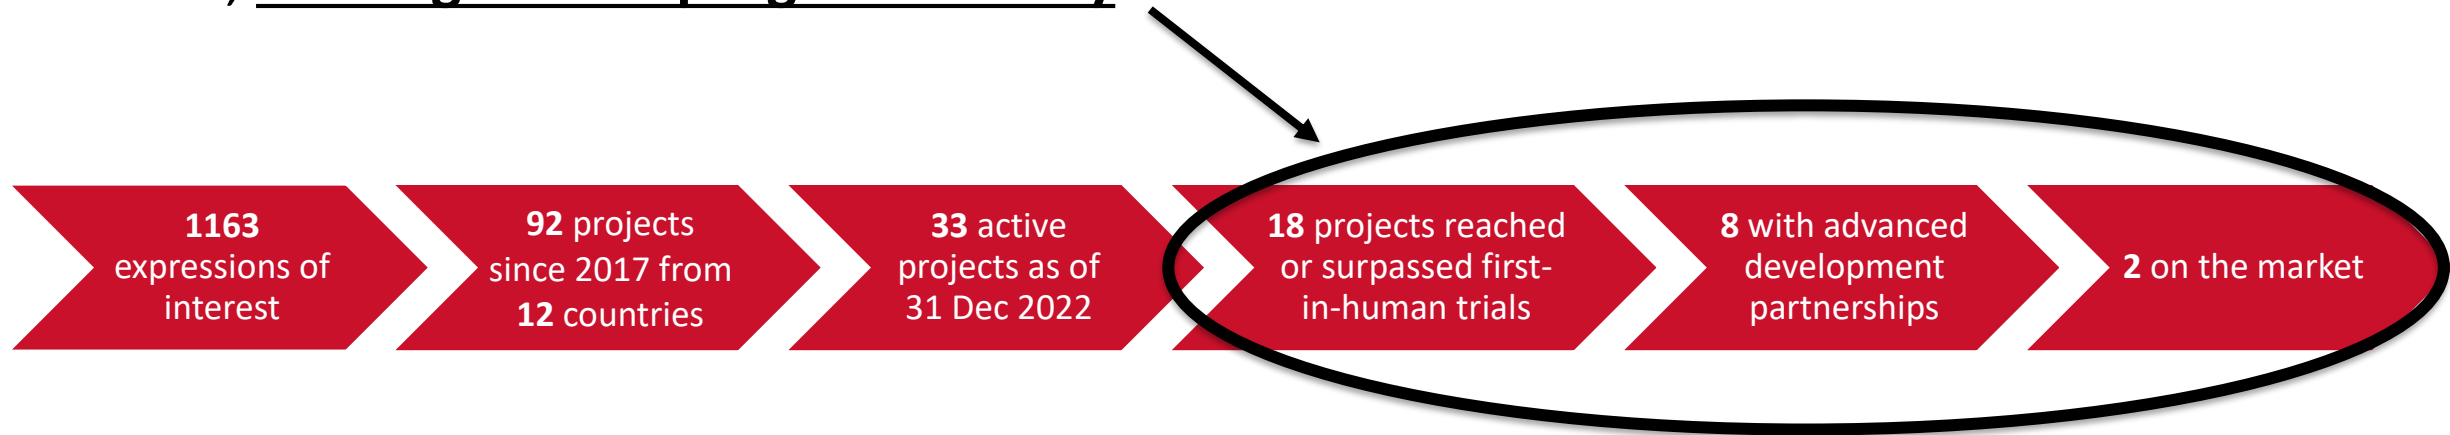 1163
expressions of
interest
92 projects
since 2017 from
12 countries
33 active
projects as of
31 Dec 2022
18 projects reached
or surpassed first-
in-human trials
8 with advanced
development
partnerships
2 on the market